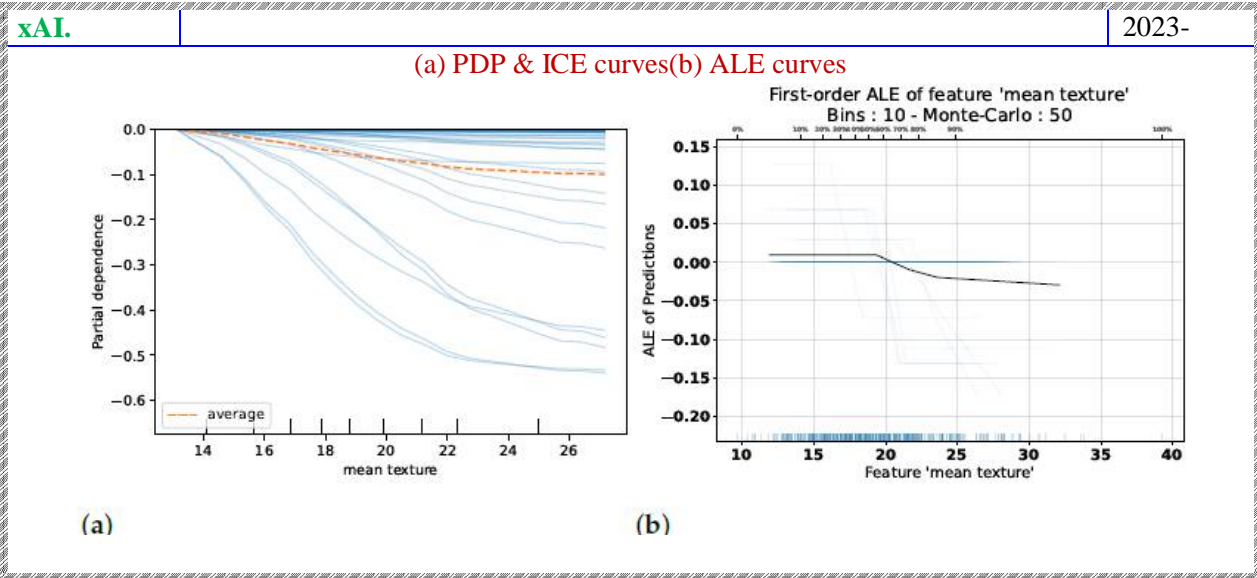 xAI.
2023-
(a) PDP & ICE curves(b) ALE curves
0.0
−0.1
−0.2
−0.3
−0.4
−0.5
−0.6
Partial dependence
average
14 16 18 20 22 24 26
mean texture
(a)
First-order ALE of feature 'mean texture'
Bins : 10 - Monte-Carlo : 50
0% 10% 70% 80% 90% 100%
0.15
0.10
0.05
0.00
−0.05
−0.10
−0.15
−0.20
ALE of Predictions
10 15 20 25 30 35 40
Feature 'mean texture'
(b)